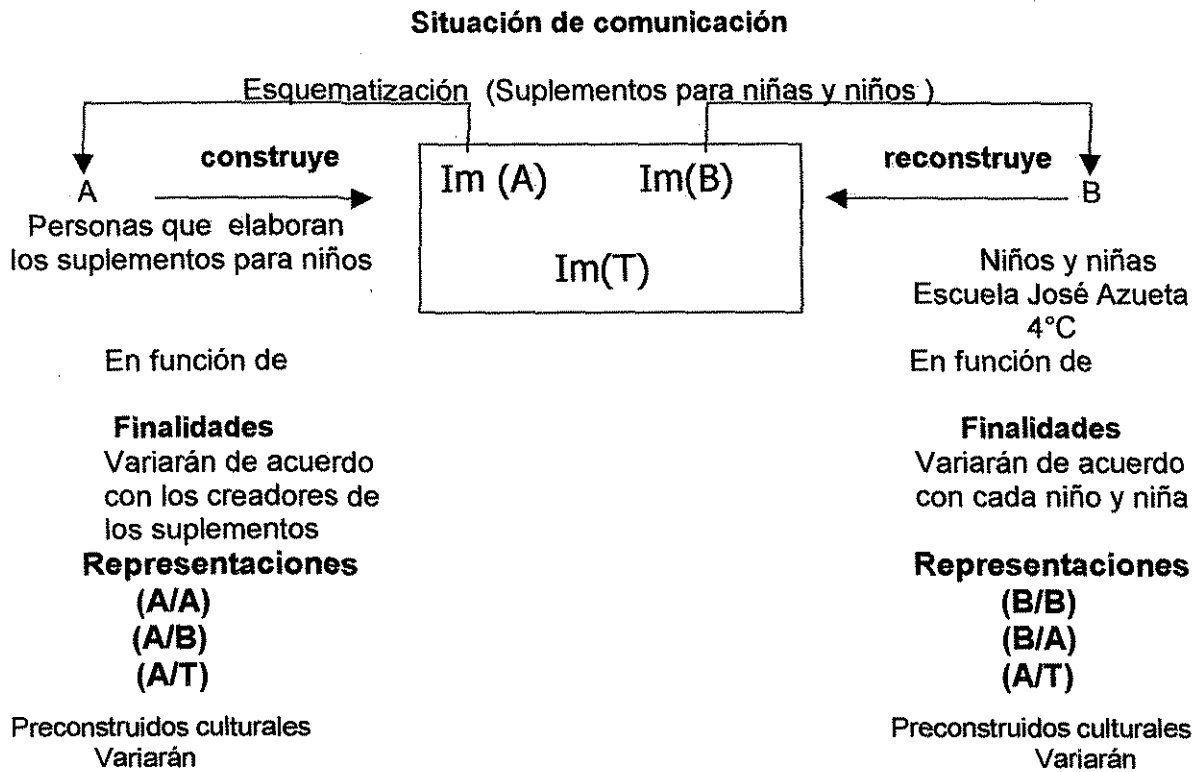 Situación de comunicación
Esquematización (Suplementos para niñas y niños )
construye
Im (A) Im(B)
reconstruye
A
B
Personas que elaboran
los suplementos para niños
Im(T)
Niños y niñas
Escuela José Azueta
4°C
En función de
En función de
Finalidades
Variarán de acuerdo
con los creadores de
los suplementos
Finalidades
Variarán de acuerdo
con cada niño y niña
Representaciones
(A/A)
(A/B)
(A/T)
Representaciones
(B/B)
(B/A)
(A/T)
Preconstruidos culturales
Variarán
Preconstruidos culturales
Variarán